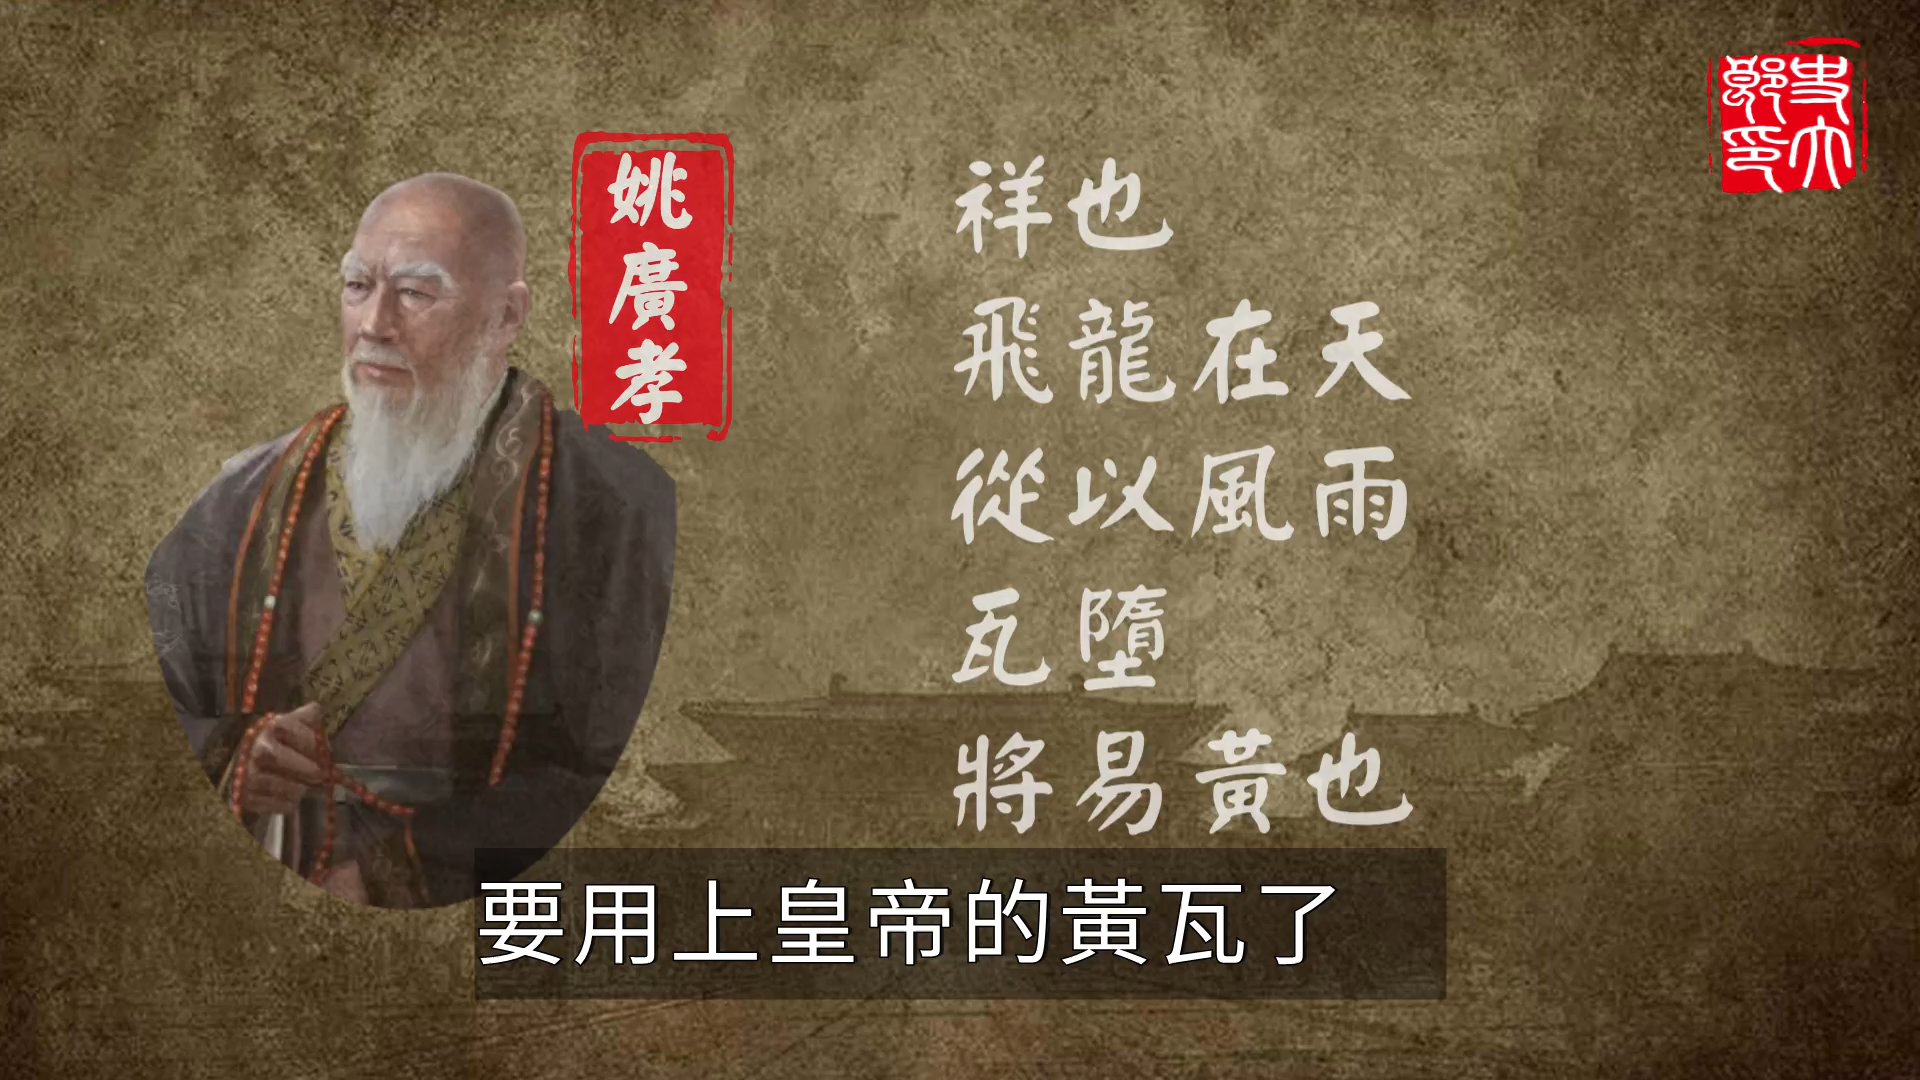 姚廣孝
祥也
飛龍在天
從以風雨
瓦墮
將易黃也
要用上皇帝的黃瓦了